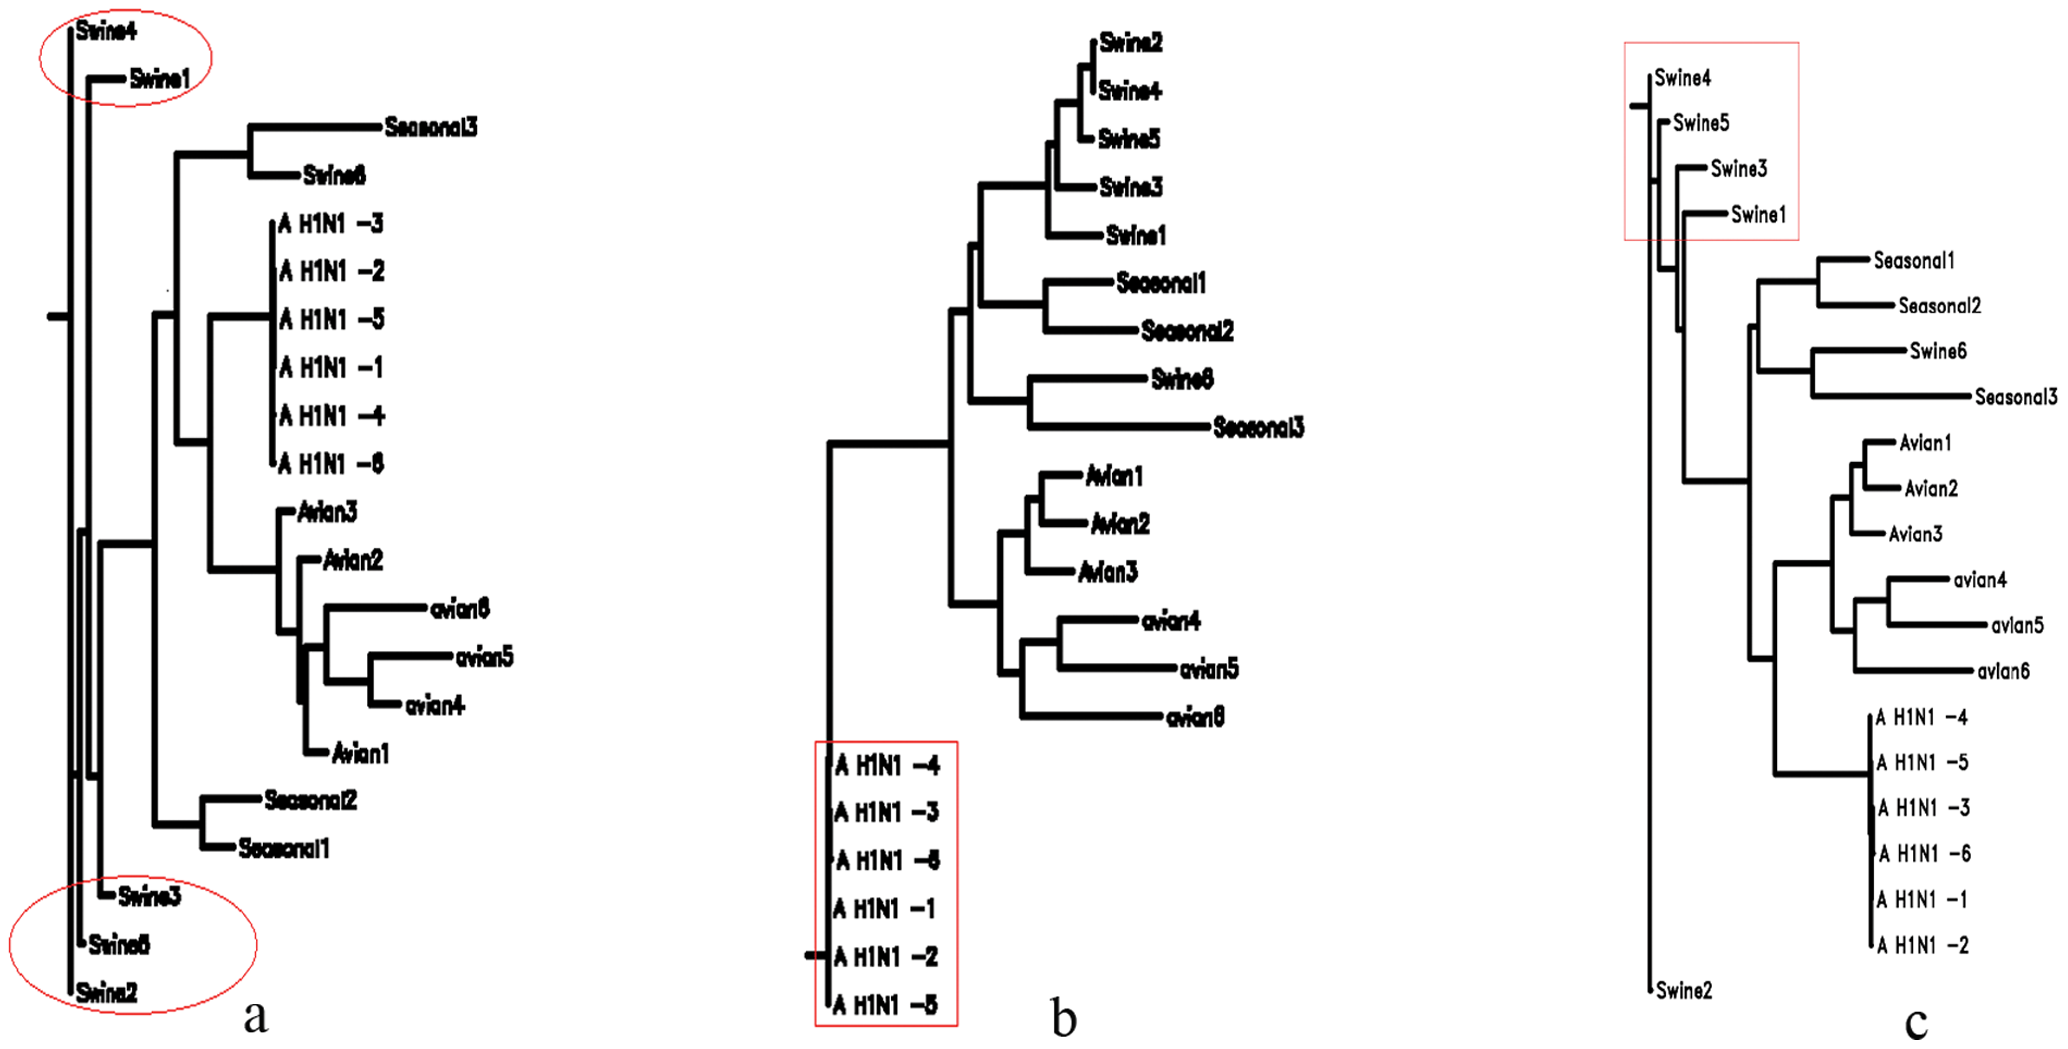 Swine4
Swine1
Seasonal3
Swine6
A H1N1 -3
A H1N1 -2
A H1N1 -5
A H1N1 -1
A H1N1 -4
A H1N1 -6
Avian3
Avian2
avian6
avian5
avian4
Avian1
Seasonal2
Seasonal1
Swine3
Swine5
Swine2
a
Swine2
Swine4
Swine5
Swine3
Swine1
Seasonal1
Seasonal2
Swine6
Seasonal3
Avian1
Avian2
Avian3
avian4
avian5
avian6
A H1N1 -4
A H1N1 -3
A H1N1 -6
A H1N1 -1
A H1N1 -2
A H1N1 -5
b
Swine4
Swine5
Swine3
Swine1
Seasonal1
Seasonal2
Swine6
Seasonal3
Avian1
Avian2
Avian3
avian4
avian5
avian6
A H1N1 -4
A H1N1 -5
A H1N1 -3
A H1N1 -6
A H1N1 -1
A H1N1 -2
Swine2
c